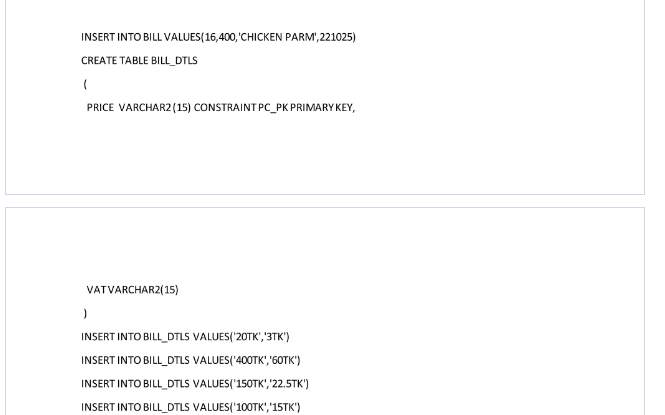 INSERT INTO BILL VALUES(16,400,'CHICKEN PARM',221025)
CREATE TABLE BILL_DTLS
(
PRICE VARCHAR2 (15) CONSTRAINT PC_PK PRIMARY KEY,
VAT VARCHAR2(15)
)
INSERT INTO BILL_DTLS VALUES('20TK','3TK')
INSERT INTO BILL_DTLS VALUES('400TK','60TK')
INSERT INTO BILL_DTLS VALUES('150TK','22.5TK')
INSERT INTO BILL_DTLS VALUES('100TK','15TK')